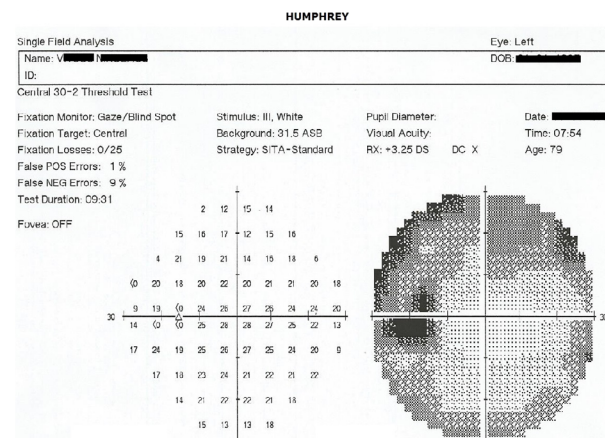 HUMPHREY
Single Field Analysis Eye: Left
Name: DOB:
ID:
Central 30-2 Threshold Test
Fixation Monitor: Gaze/Blind Spot Stimulus: III, White Pupil Diameter: Date:
Fixation Target: Central Background: 31.5 ASB Visual Acuity: Time: 07:54
Fixation Losses: 0/25 Strategy: SITA-Standard RX: +3.25 DS DC X Age: 79
False POS Errors: 1 %
False NEG Errors: 9 %
Test Duration: 09:31
Fovea: OFF
2 12 15 14
15 16 17 12 15 16
4 21 19 21 14 16 18 6
<0 20 18 20 22 20 21 21 20 18
9 19 <0 24 26 27 26 24 24 20
30
14 <0 <0 25 28 28 27 25 22 13
17 24 19 25 26 27 25 24 20 9
17 18 23 24 21 22 21 22
14 21 22 22 21 18
15 13 13 18